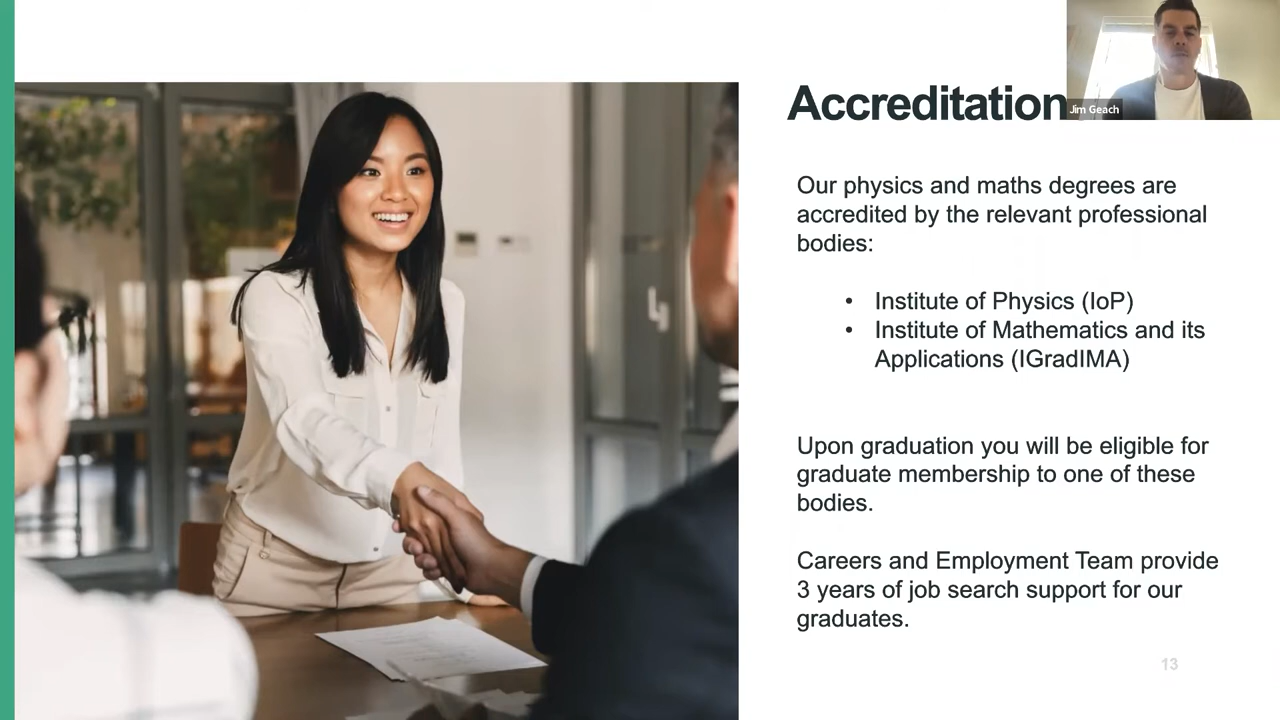 Accreditation
Jim Geach
Our physics and maths degrees are
accredited by the relevant professional
bodies:
• Institute of Physics (IoP)
• Institute of Mathematics and its
Applications (IGradIMA)
Upon graduation you will be eligible for
graduate membership to one of these
bodies.
Careers and Employment Team provide
3 years of job search support for our
graduates.
13